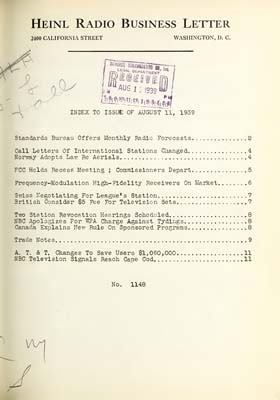 HEINL RADIO BUSINESS LETTER
2400 CALIFORNIA STREET WASHINGTON, D. C.
LEGAL DEPARTMENT
RECEIVED
AUG 1 1939
INDEX TO ISSUE OF AUGUST 11, 1939
Standards Bureau Offers Monthly Radio Forecasts...............2
Call Letters Of International Stations Changed................4
Norway Adopts Law Re Aerials..................................4
FCC Holds Recess Meeting ; Commissioners Depart...............5
Frequency-Modulation High-Fidelity Receivers On Market........6
Swiss Negotiating For League's Station........................7
British Consider $5 Fee For Television Sets...................7
Two Station Revocation Hearings Scheduled.....................8
NBC Apologizes For WPA Charge Against Tydings.................8
Canada Explains New Rule On Sponsored Programs................8
Trade Notes...................................................9
A. T. & T. Changes To Save Users $1,060,000..................11
NBC Television Signals Reach Cape Cod........................11
No. 1148